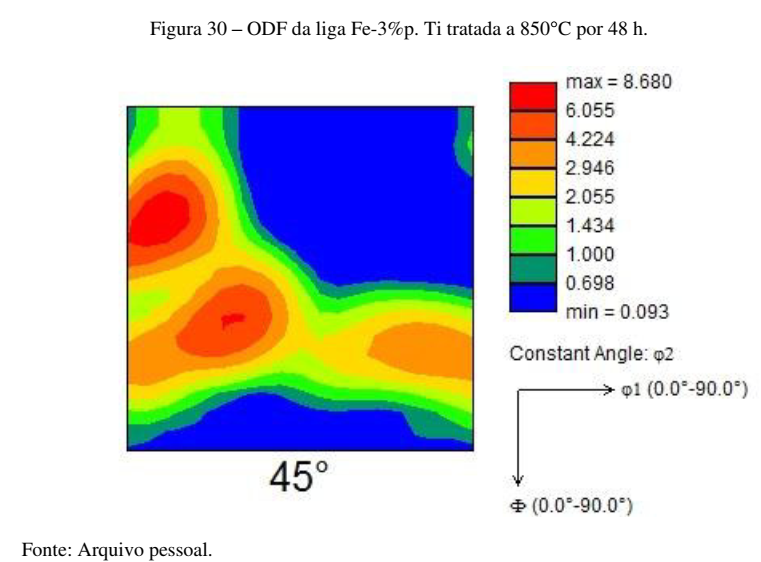 Figura 30 – ODF da liga Fe-3%p. Ti tratada a 850°C por 48 h.
max = 8.680
6.055
4.224
2.946
2.055
1.434
1.000
0.698
min = 0.093
Constant Angle: φ2
φ1 (0.0°-90.0°)
45°
Φ (0.0°-90.0°)
Fonte: Arquivo pessoal.